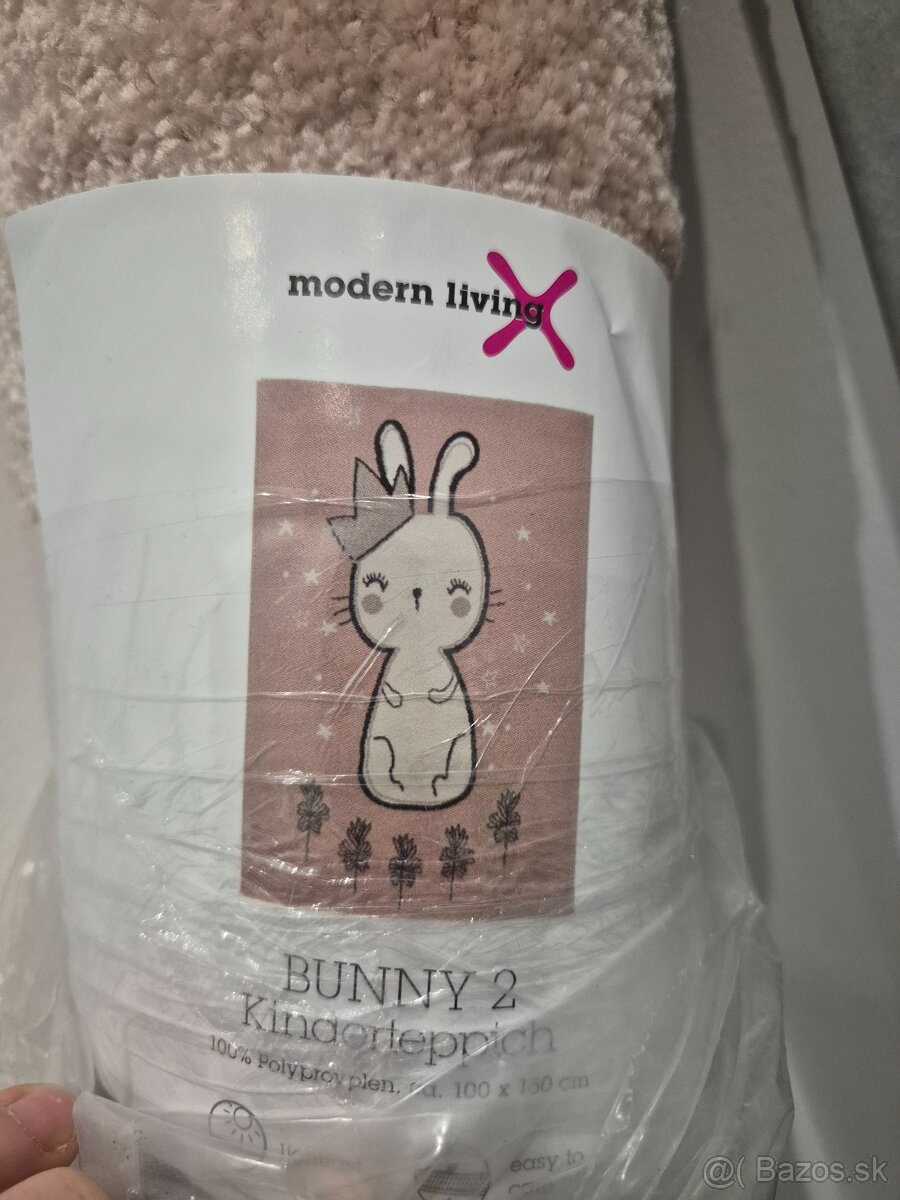 modern living
BUNNY 2
Kinderteppich
100% Polypropylen, ca. 100 x 150 cm
easy to
@( Bazos.sk